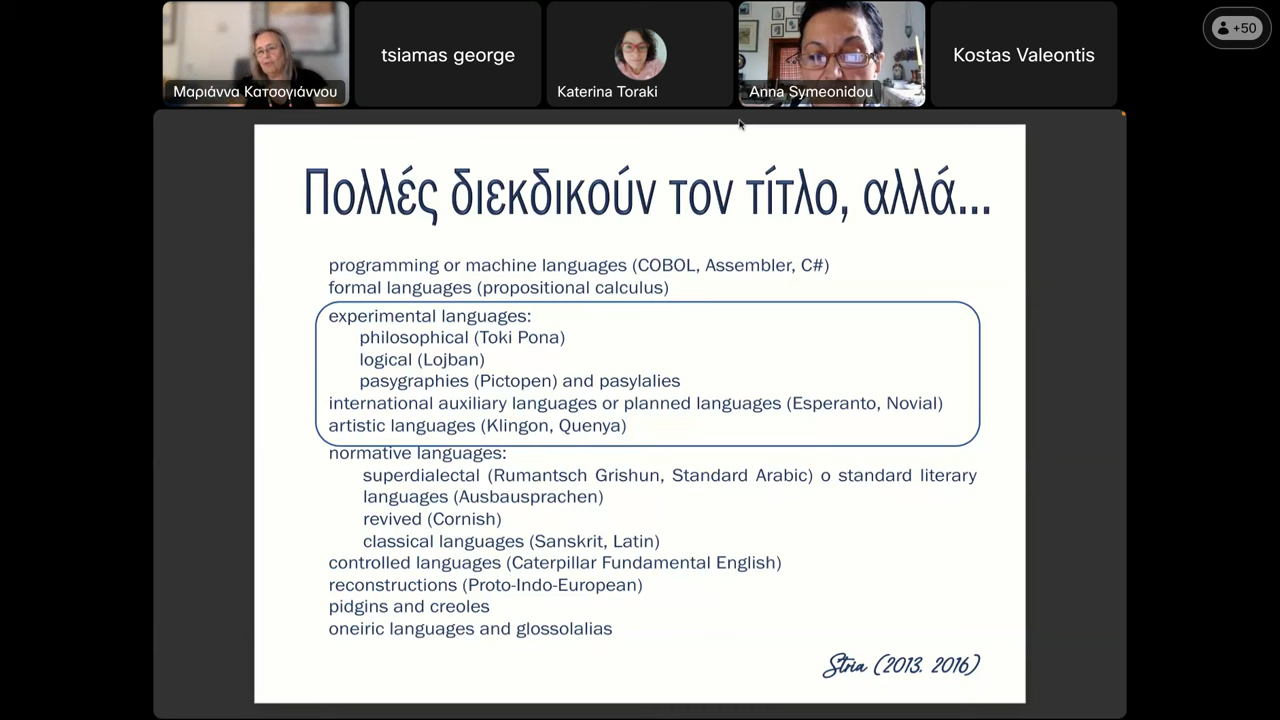 +50
Μαριάννα Κατσογιάννου
tsiamas george
Katerina Toraki
Anna Symeonidou
Kostas Valeontis
Πολλές διεκδικούν τον τίτλο, αλλά...
programming or machine languages (COBOL, Assembler, C#)
formal languages (propositional calculus)
experimental languages:
philosophical (Toki Pona)
logical (Lojban)
pasygraphies (Pictopen) and pasylalies
international auxiliary languages or planned languages (Esperanto, Novial)
artistic languages (Klingon, Quenya)
normative languages:
superdialectal (Rumantsch Grishun, Standard Arabic) o standard literary
languages (Ausbausprachen)
revived (Cornish)
classical languages (Sanskrit, Latin)
controlled languages (Caterpillar Fundamental English)
reconstructions (Proto-Indo-European)
pidgins and creoles
oneiric languages and glossolalias
Stria (2013. 2016)